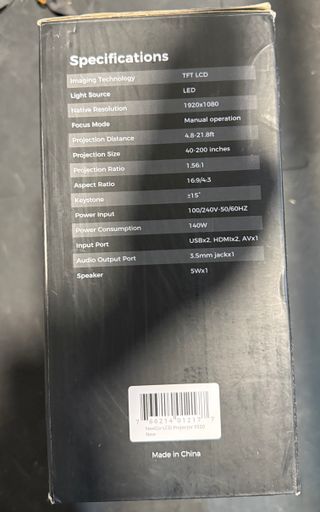 Specifications
Imaging Technology TFT LCD
Light Source LED
Native Resolution 1920x1080
Focus Mode Manual operation
Projection Distance 4.8-21.8ft
Projection Size 40-200 inches
Projection Ratio 1.56:1
Aspect Ratio 16:9/4:3
Keystone ±15°
Power Input 100/240V-50/60HZ
Power Consumption 140W
Input Port USBx2, HDMIx2, AVx1
Audio Output Port 3.5mm jackx1
Speaker 5Wx1
LCD Projector
New
Made in China